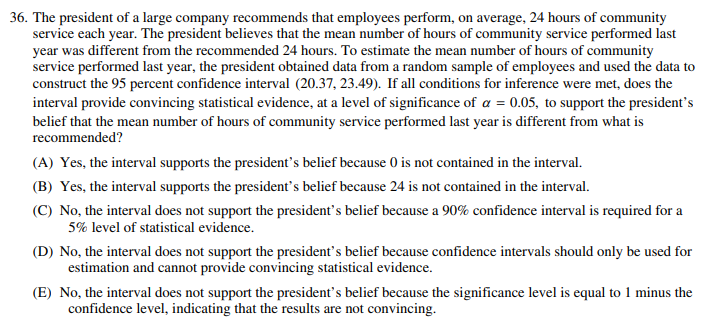 36. The president of a large company recommends that employees perform, on average, 24 hours of community
service each year. The president believes that the mean number of hours of community service performed last
year was different from the recommended 24 hours. To estimate the mean number of hours of community
service performed last year, the president obtained data from a random sample of employees and used the data to
construct the 95 percent confidence interval (20.37, 23.49). If all conditions for inference were met, does the
interval provide convincing statistical evidence, at a level of significance of α = 0.05, to support the president's
belief that the mean number of hours of community service performed last year is different from what is
recommended?
(A) Yes, the interval supports the president's belief because 0 is not contained in the interval.
(B) Yes, the interval supports the president's belief because 24 is not contained in the interval.
(C) No, the interval does not support the president's belief because a 90% confidence interval is required for a
5% level of statistical evidence.
(D) No, the interval does not support the president's belief because confidence intervals should only be used for
estimation and cannot provide convincing statistical evidence.
(E) No, the interval does not support the president's belief because the significance level is equal to 1 minus the
confidence level, indicating that the results are not convincing.